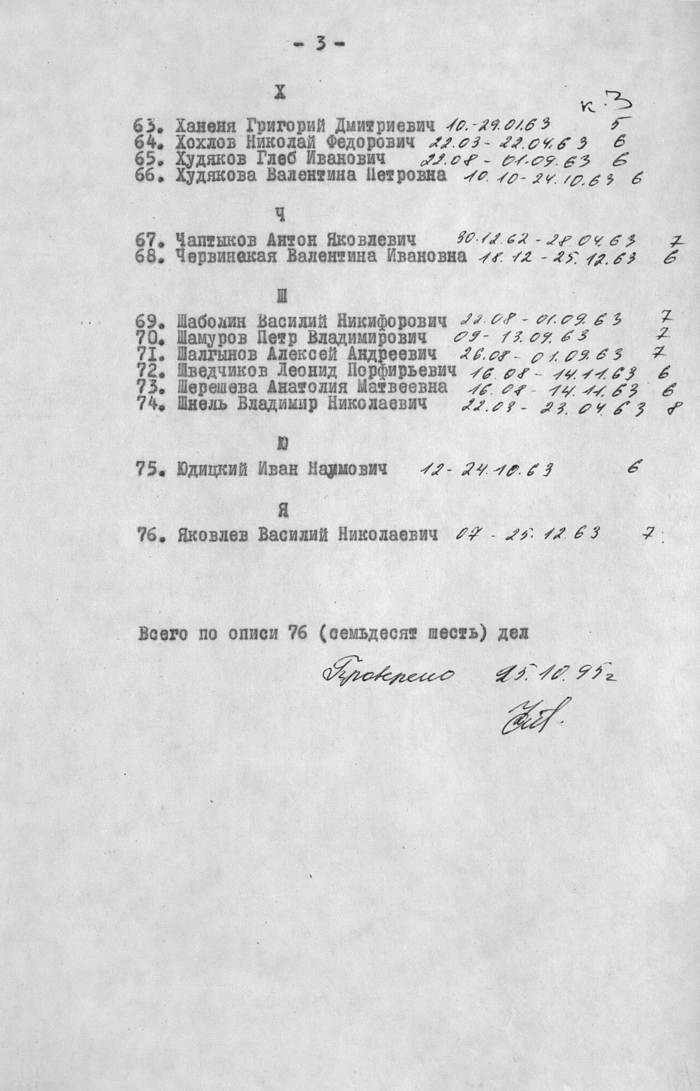 - 3 -
Х
к. 3
63. Ханеня Григорий Дмитриевич 10.-29.01.63 5
64. Хохлов Николай Федорович 22.03- 22.04.63 6
65. Худяков Глеб Иванович 22.08 - 01.09.63 6
66. Худякова Валентина Петровна 10.10-24.10.63 6
Ч
67. Чаптыков Антон Яковлевич 30.12.62 - 28.04.63 7
68. Червинская Валентина Ивановна 18.12 - 25.12.63 6
Ш
69. Шаболин Василий Никифорович 22.08 - 01.09.63 7
70. Шамуров Петр Владимирович 09 - 13.09.63 7
71. Шалгынов Алексей Андреевич 26.08 - 01.09.63 7
72. Шведчиков Леонид Порфирьевич 16.08 - 14.11.63 6
73. Шерешева Анатолия Матвеевна 16.08 - 14.11.63 6
74. Шнель Владимир Николаевич 22.03 - 23.04.63 8
Ю
75. Юдицкий Иван Наумович 12 - 24.10.63 6
Я
76. Яковлев Василий Николаевич 07 - 25.12.63 7
Всего по описи 76 (семьдесят шесть) дел
Проверено 25.10.95г